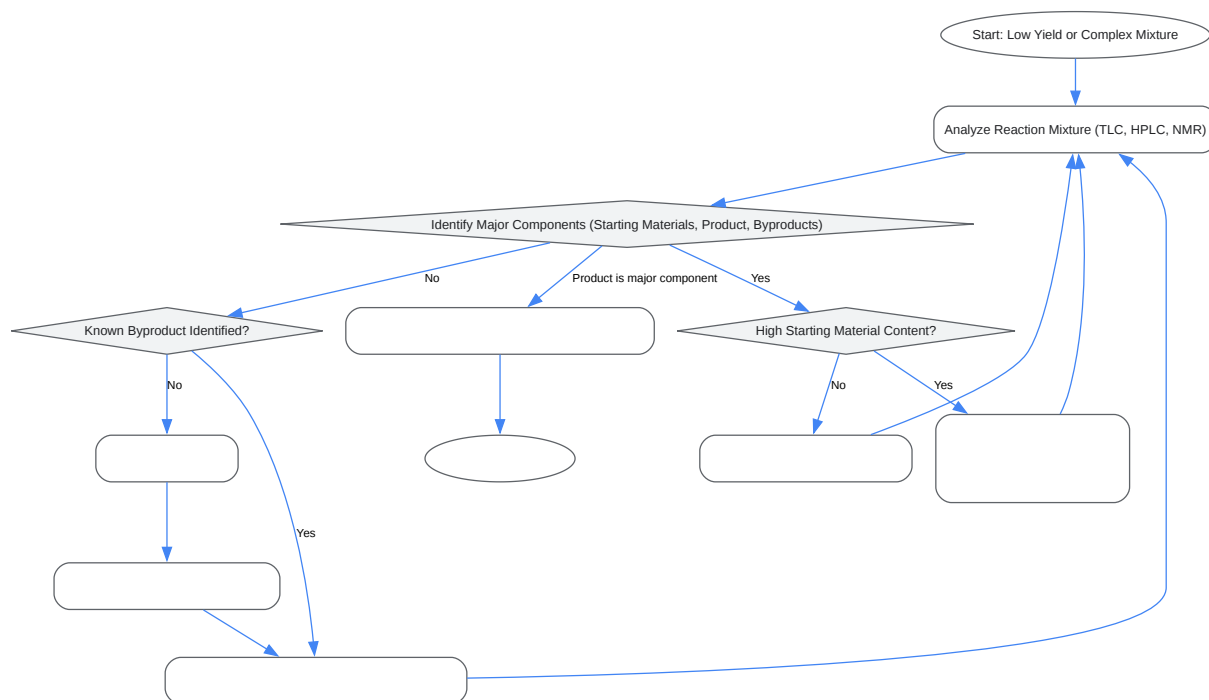 Start: Low Yield or Complex Mixture
Analyze Reaction Mixture (TLC, HPLC, NMR)
Identify Major Components (Starting Materials, Product, Byproducts)
No
Product is major component
Yes
Known Byproduct Identified?
High Starting Material Content?
No
No
Yes
Yes